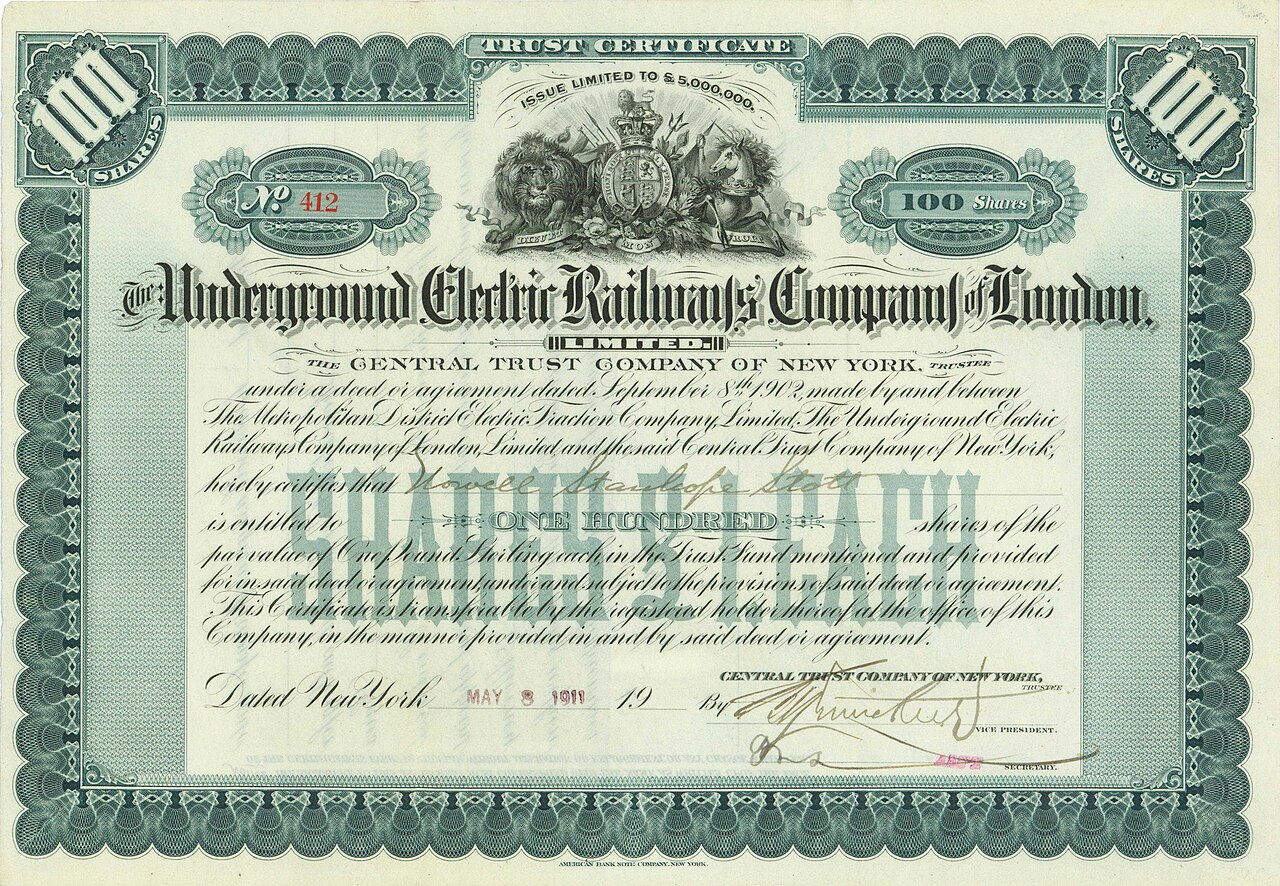 TRUST CERTIFICATE
ISSUE LIMITED TO £5,000,000.
100
SHARES
100
SHARES
No. 412
100 Shares
DIEU ET MON DROIT
The Underground Electric Railways Company of London,
LIMITED.
THE CENTRAL TRUST COMPANY OF NEW YORK, TRUSTEE
under a deed or agreement dated September 8th 1902, made by and between
The Metropolitan District Electric Traction Company, Limited, The Underground Electric
Railways Company of London, Limited and the said Central Trust Company of New York,
hereby certifies that Stanhope
is entitled to ONE HUNDRED shares of the
par value of One Pound Sterling each, in the Trust Fund mentioned and provided
for in said deed or agreement, under and subject to the provisions of said deed or agreement.
This Certificate is transferable by the registered holder thereof at the office of this
Company, in the manner provided in and by said deed or agreement.
SHARES £1 EACH
Dated New York MAY 8 1911 19
CENTRAL TRUST COMPANY OF NEW YORK,
TRUSTEE
By
VICE PRESIDENT.
ASST SECRETARY.
AMERICAN BANK NOTE COMPANY, NEW YORK.